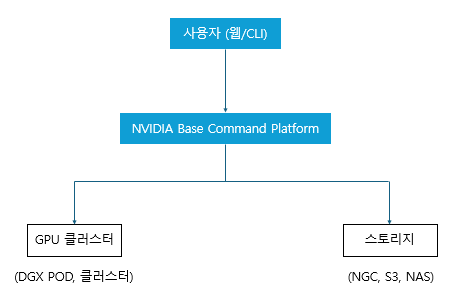 사용자 (웹/CLI)
NVIDIA Base Command Platform
GPU 클러스터
스토리지
(DGX POD, 클러스터)
(NGC, S3, NAS)